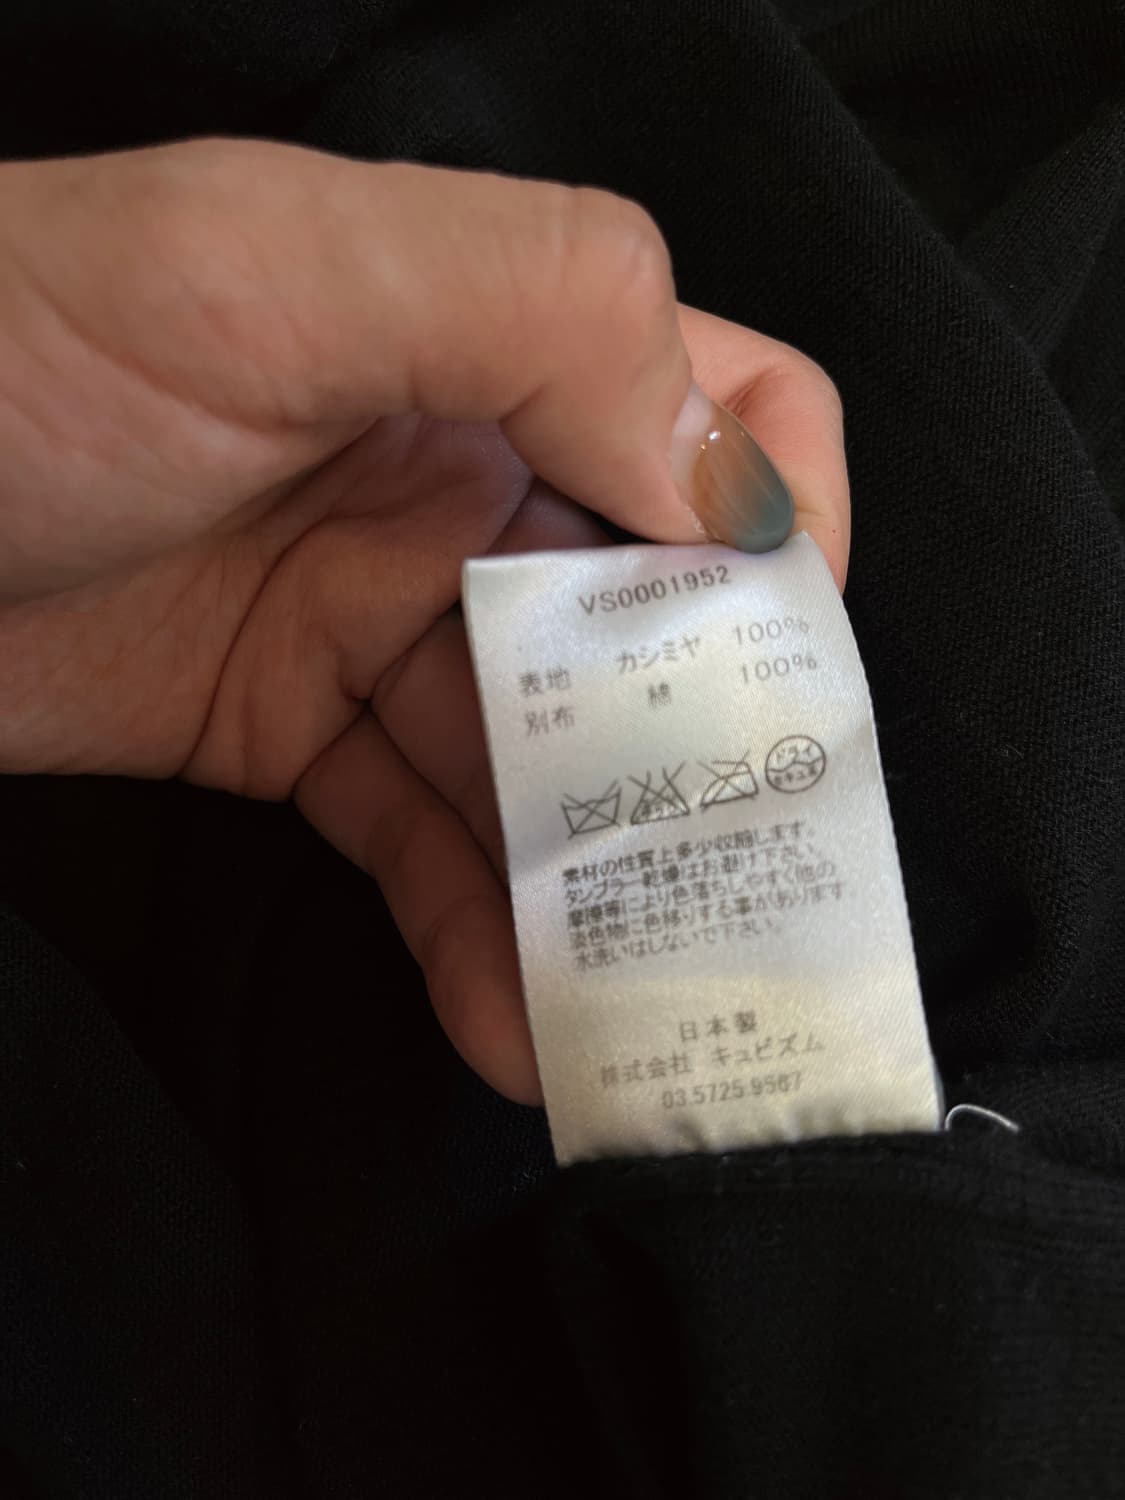 VS0001952
表地 カシミヤ 100%
別布 綿 100%
ドライ
セキユ系
素材の性質上多少収縮します。
タンブラー乾燥はお避け下さい。
摩擦等により色落ちしやすく他の
淡色物に色移りする事があります
水洗いはしないで下さい。
日本製
株式会社 キュビズム
03.5725.9567